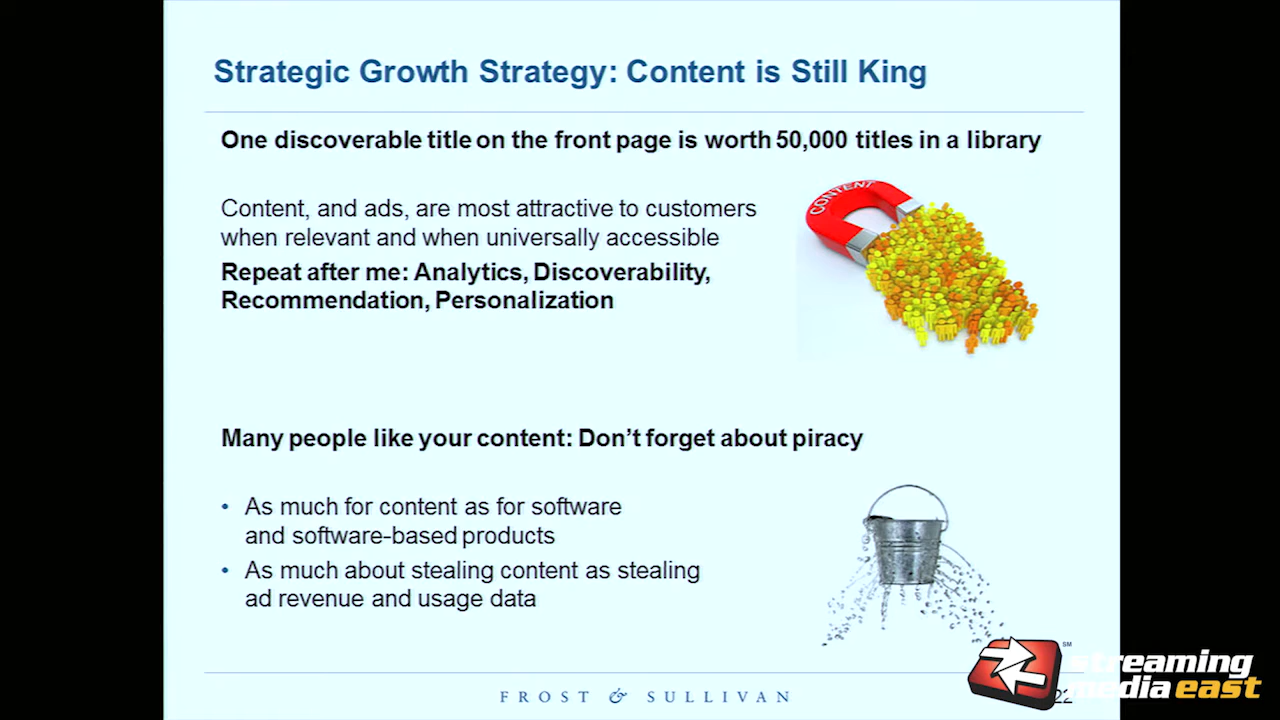 Strategic Growth Strategy: Content is Still King
One discoverable title on the front page is worth 50,000 titles in a library
CONTENT
Content, and ads, are most attractive to customers
when relevant and when universally accessible
Repeat after me: Analytics, Discoverability,
Recommendation, Personalization
Many people like your content: Don't forget about piracy
• As much for content as for software
and software-based products
• As much about stealing content as stealing
ad revenue and usage data
FROST & SULLIVAN
SM
streaming
media east
22